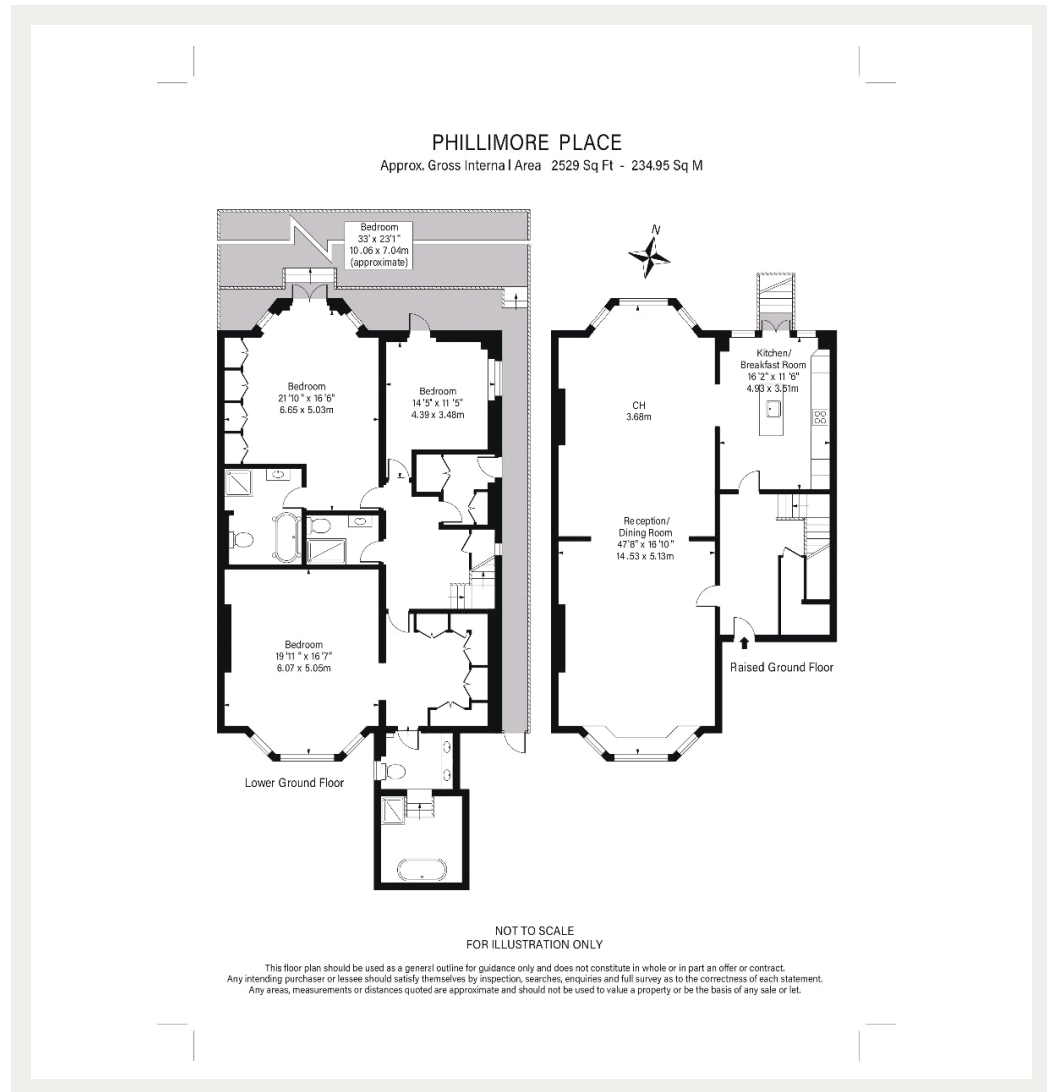 PHILLIMORE PLACE
Approx. Gross Internal Area 2529 Sq Ft - 234.95 Sq M
Bedroom
33' x 23'1"
10.06 x 7.04m
(approximate)
N
Bedroom
21'10" x 16'6"
6.65 x 5.03m
Bedroom
14'5" x 11'5"
4.39 x 3.48m
Kitchen/
Breakfast Room
16'2" x 11'6"
4.93 x 3.51m
CH
3.68m
Reception/
Dining Room
47'8" x 16'10"
14.53 x 5.13m
Bedroom
19'11" x 16'7"
6.07 x 5.05m
Raised Ground Floor
Lower Ground Floor
NOT TO SCALE
FOR ILLUSTRATION ONLY
This floor plan should be used as a general outline for guidance only and does not constitute in whole or in part an offer or contract.
Any intending purchaser or lessee should satisfy themselves by inspection, searches, enquiries and full survey as to the correctness of each statement.
Any areas, measurements or distances quoted are approximate and should not be used to value a property or be the basis of any sale or let.